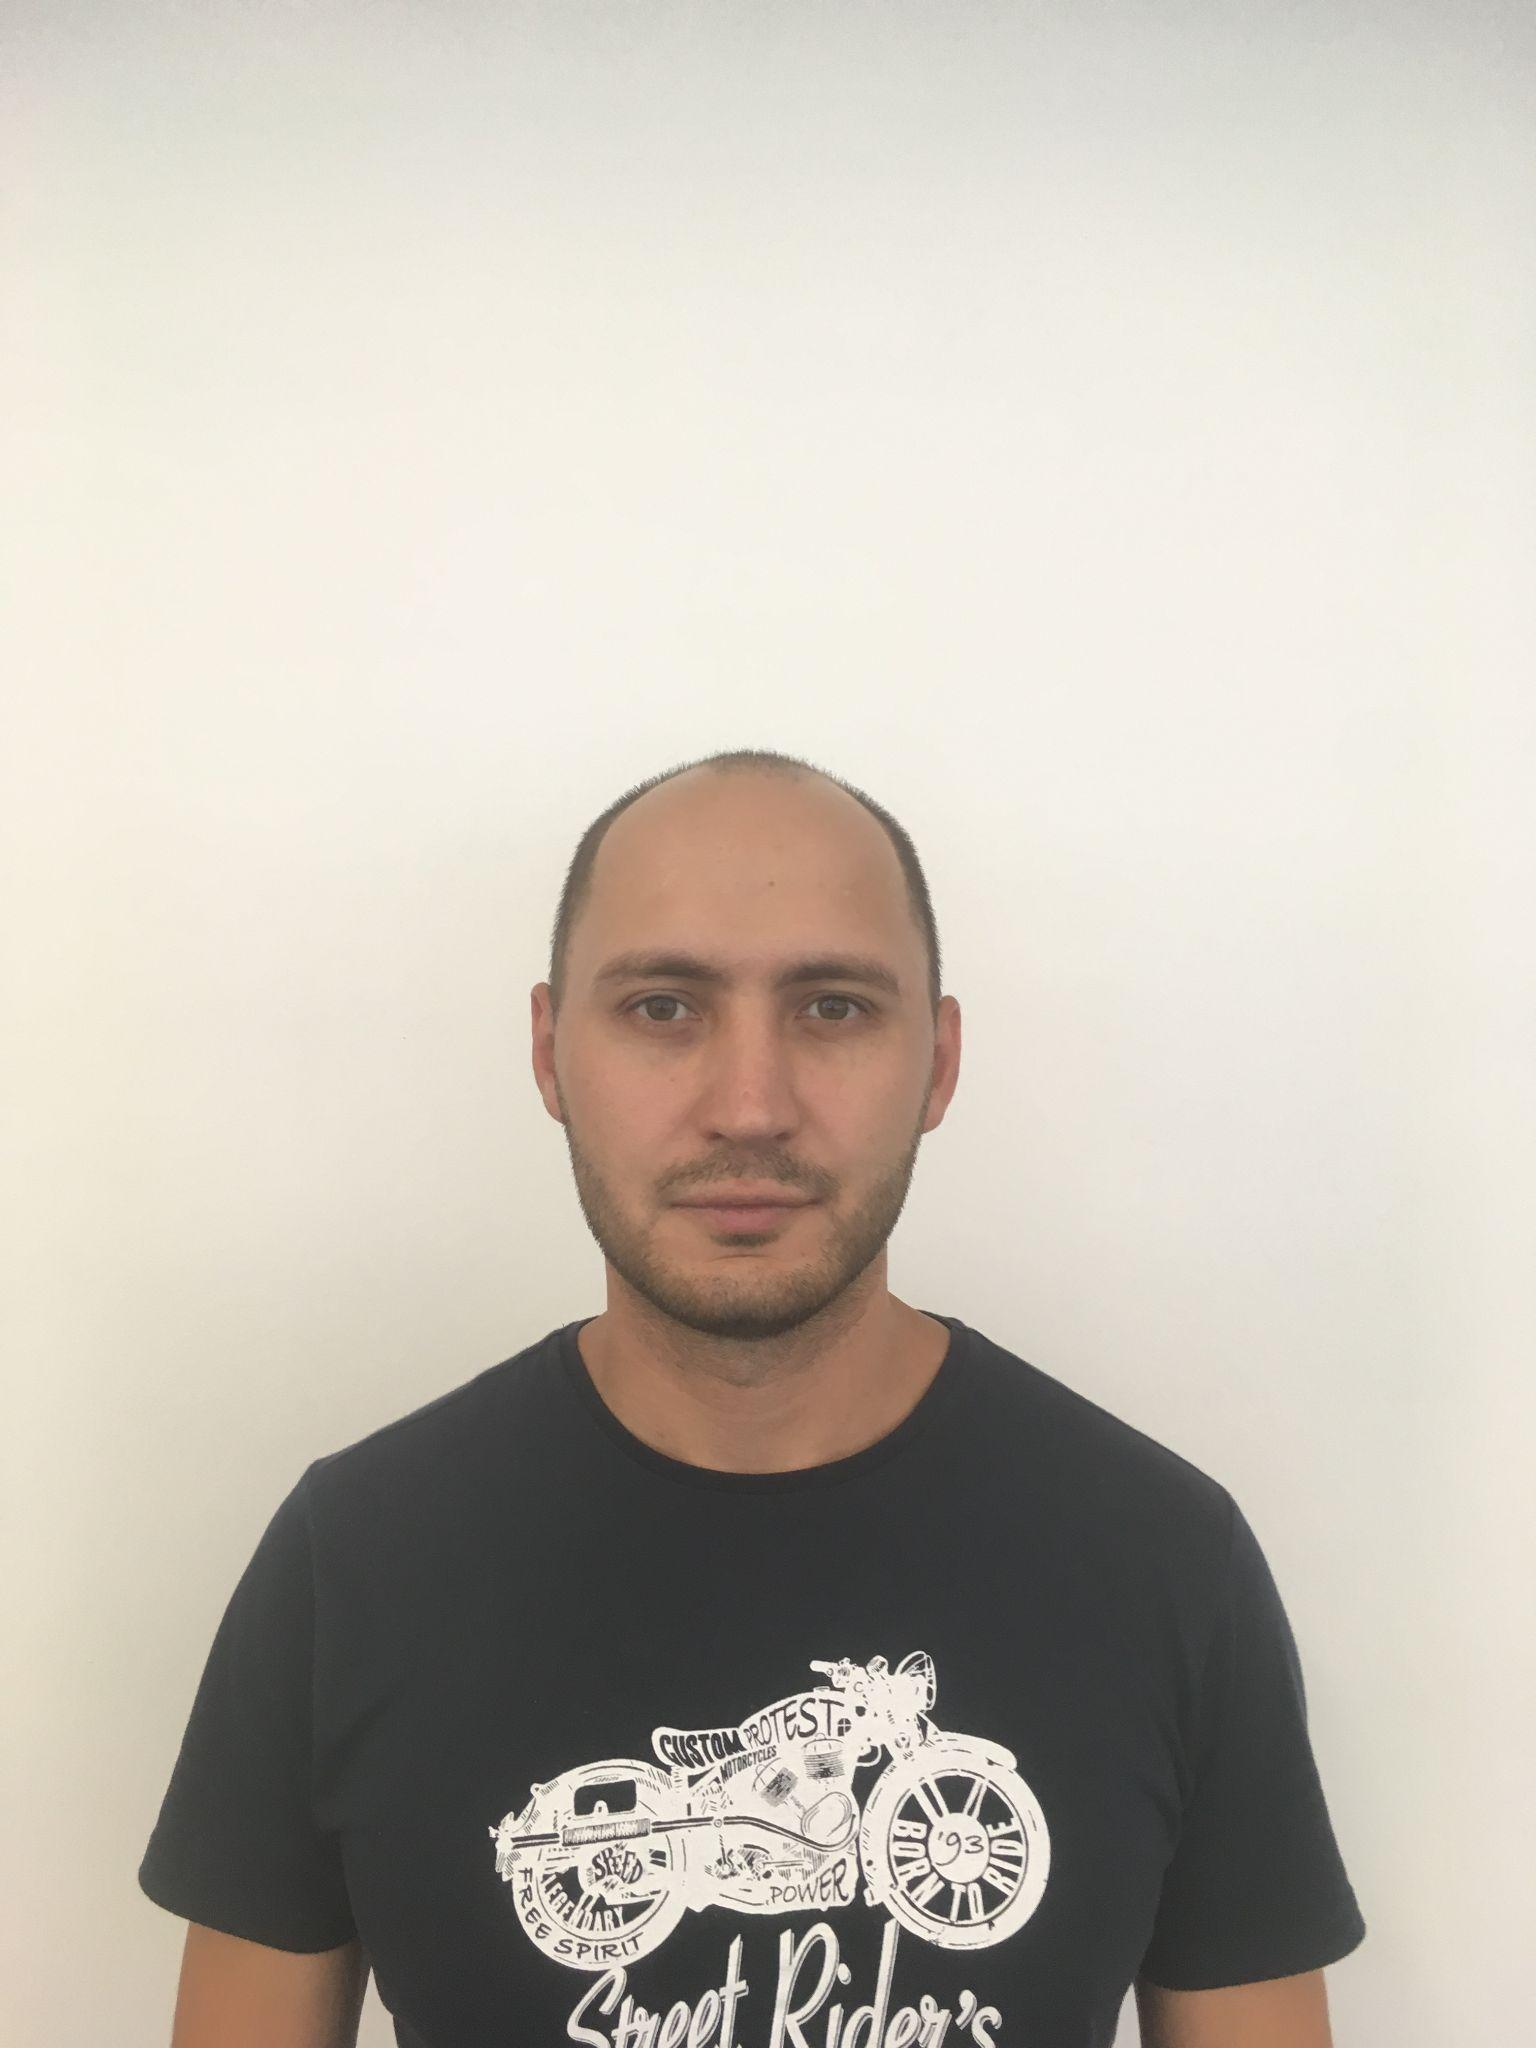 CUSTOM PROTEST
MOTORCYCLES
SPEED
LEGENDARY
FREE SPIRIT
POWER
'93
BORN TO RIDE
Street Rider's